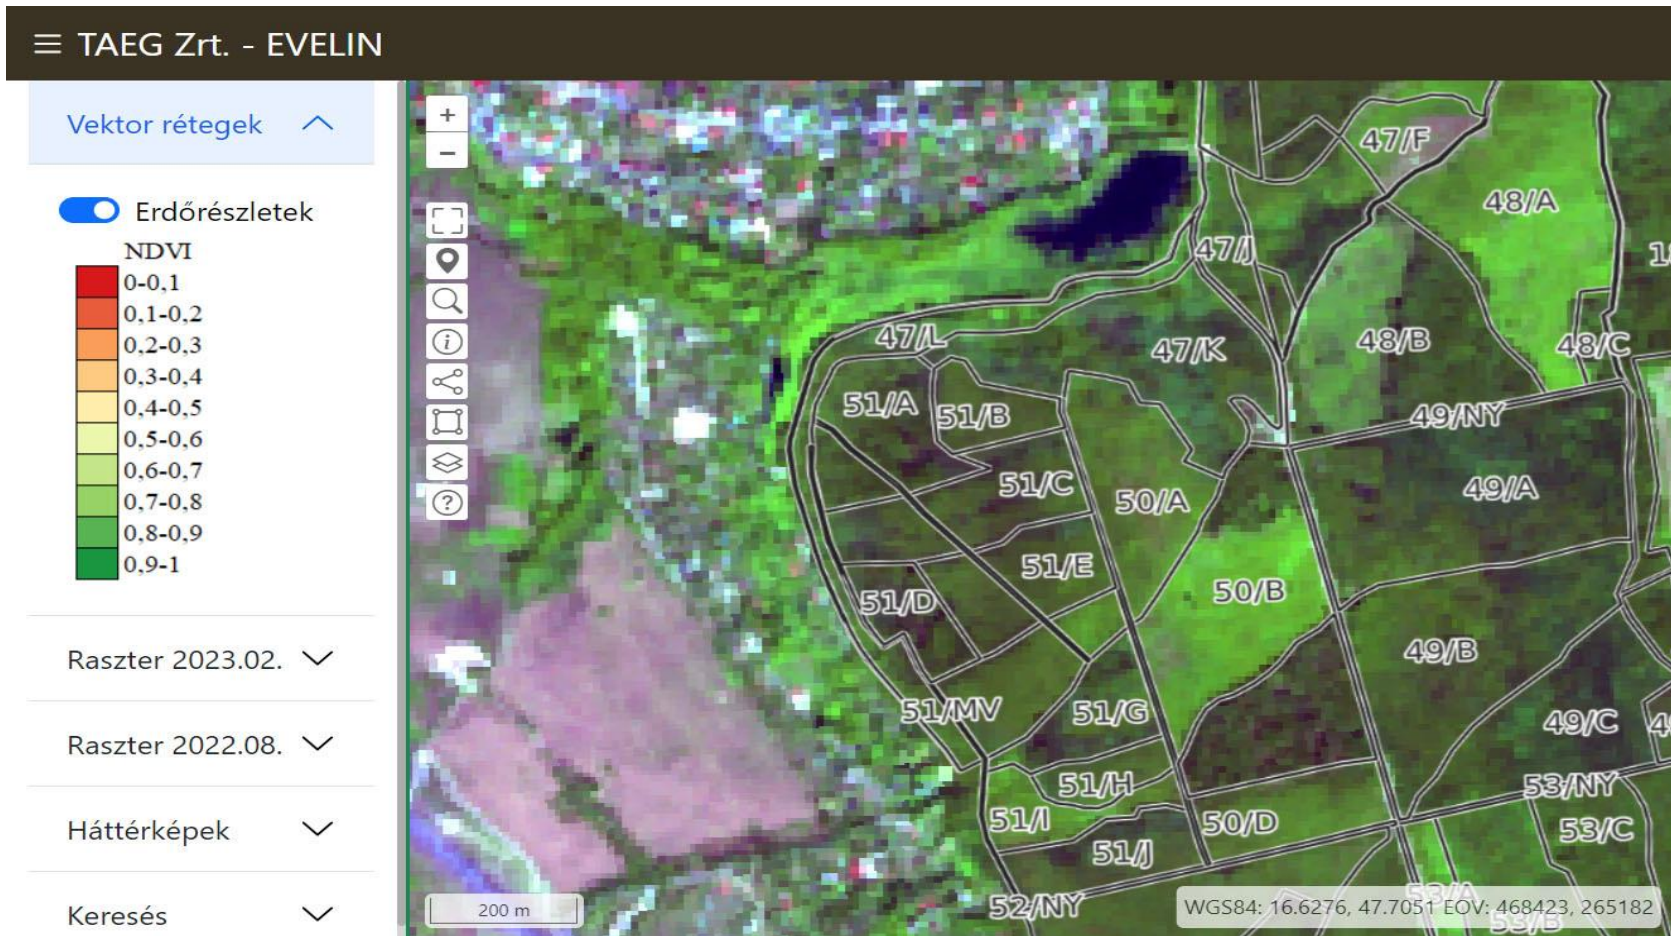 TAEG Zrt. - EVELIN
Vektor rétegek
Erdőrészletek
NDVI
0-0,1
0,1-0,2
0,2-0,3
0,3-0,4
0,4-0,5
0,5-0,6
0,6-0,7
0,7-0,8
0,8-0,9
0,9-1
Raszter 2023.02.
Raszter 2022.08.
Háttérképek
Keresés
+
−
i
?
47/F
48/A
47/J
47/L
47/K
48/B
48/C
51/A
51/B
49/NY
51/C
50/A
49/A
51/E
50/B
51/D
49/B
51/MV
51/G
49/C
51/H
53/NY
51/I
50/D
53/C
51/J
52/NY
53/A
53/B
200 m
WGS84: 16.6276, 47.7051 EOV: 468423, 265182